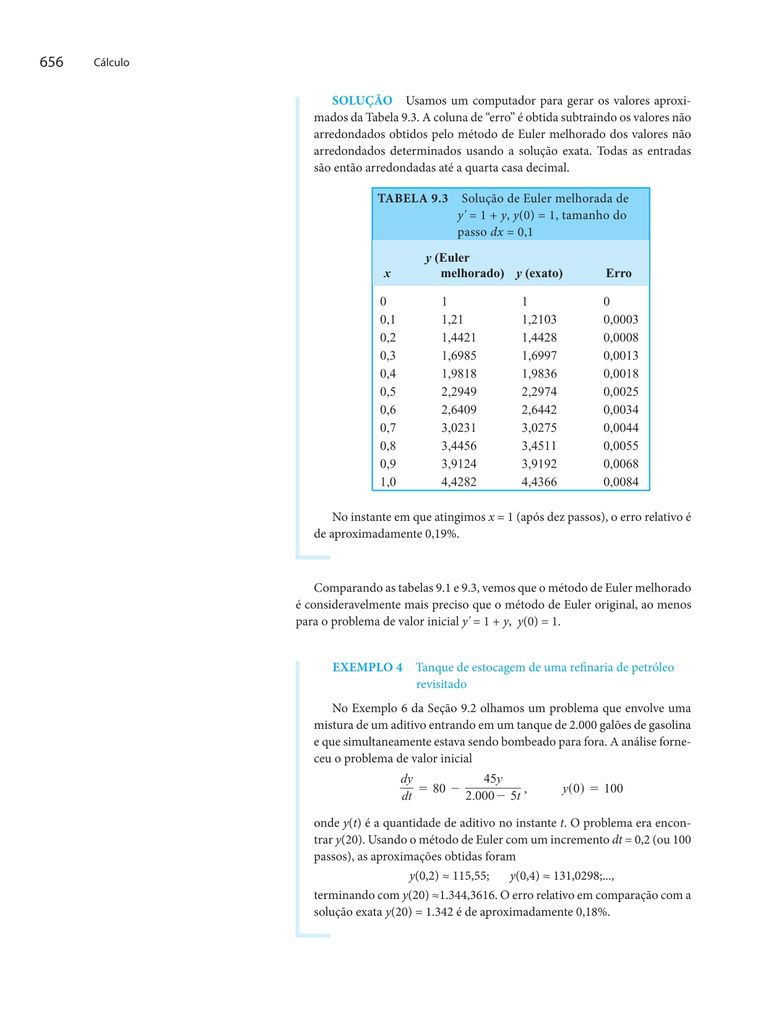 656 Cálculo
SOLUÇÃO Usamos um computador para gerar os valores aproxi-
mados da Tabela 9.3. A coluna de “erro” é obtida subtraindo os valores não
arredondados obtidos pelo método de Euler melhorado dos valores não
arredondados determinados usando a solução exata. Todas as entradas
são então arredondadas até a quarta casa decimal.
TABELA 9.3 Solução de Euler melhorada de
y′ = 1 + y, y(0) = 1, tamanho do
passo dx = 0,1
y (Euler
x melhorado) y (exato) Erro
0 1 1 0
0,1 1,21 1,2103 0,0003
0,2 1,4421 1,4428 0,0008
0,3 1,6985 1,6997 0,0013
0,4 1,9818 1,9836 0,0018
0,5 2,2949 2,2974 0,0025
0,6 2,6409 2,6442 0,0034
0,7 3,0231 3,0275 0,0044
0,8 3,4456 3,4511 0,0055
0,9 3,9124 3,9192 0,0068
1,0 4,4282 4,4366 0,0084
No instante em que atingimos x = 1 (após dez passos), o erro relativo é
de aproximadamente 0,19%.
Comparando as tabelas 9.1 e 9.3, vemos que o método de Euler melhorado
é consideravelmente mais preciso que o método de Euler original, ao menos
para o problema de valor inicial y′ = 1 + y, y(0) = 1.
EXEMPLO 4 Tanque de estocagem de uma refinaria de petróleo
revisitado
No Exemplo 6 da Seção 9.2 olhamos um problema que envolve uma
mistura de um aditivo entrando em um tanque de 2.000 galões de gasolina
e que simultaneamente estava sendo bombeado para fora. A análise forne-
ceu o problema de valor inicial
dy/dt = 80 − 45y/(2.000 − 5t), y(0) = 100
onde y(t) é a quantidade de aditivo no instante t. O problema era encon-
trar y(20). Usando o método de Euler com um incremento dt = 0,2 (ou 100
passos), as aproximações obtidas foram
y(0,2) ≈ 115,55; y(0,4) ≈ 131,0298;...,
terminando com y(20) ≈1.344,3616. O erro relativo em comparação com a
solução exata y(20) = 1.342 é de aproximadamente 0,18%.